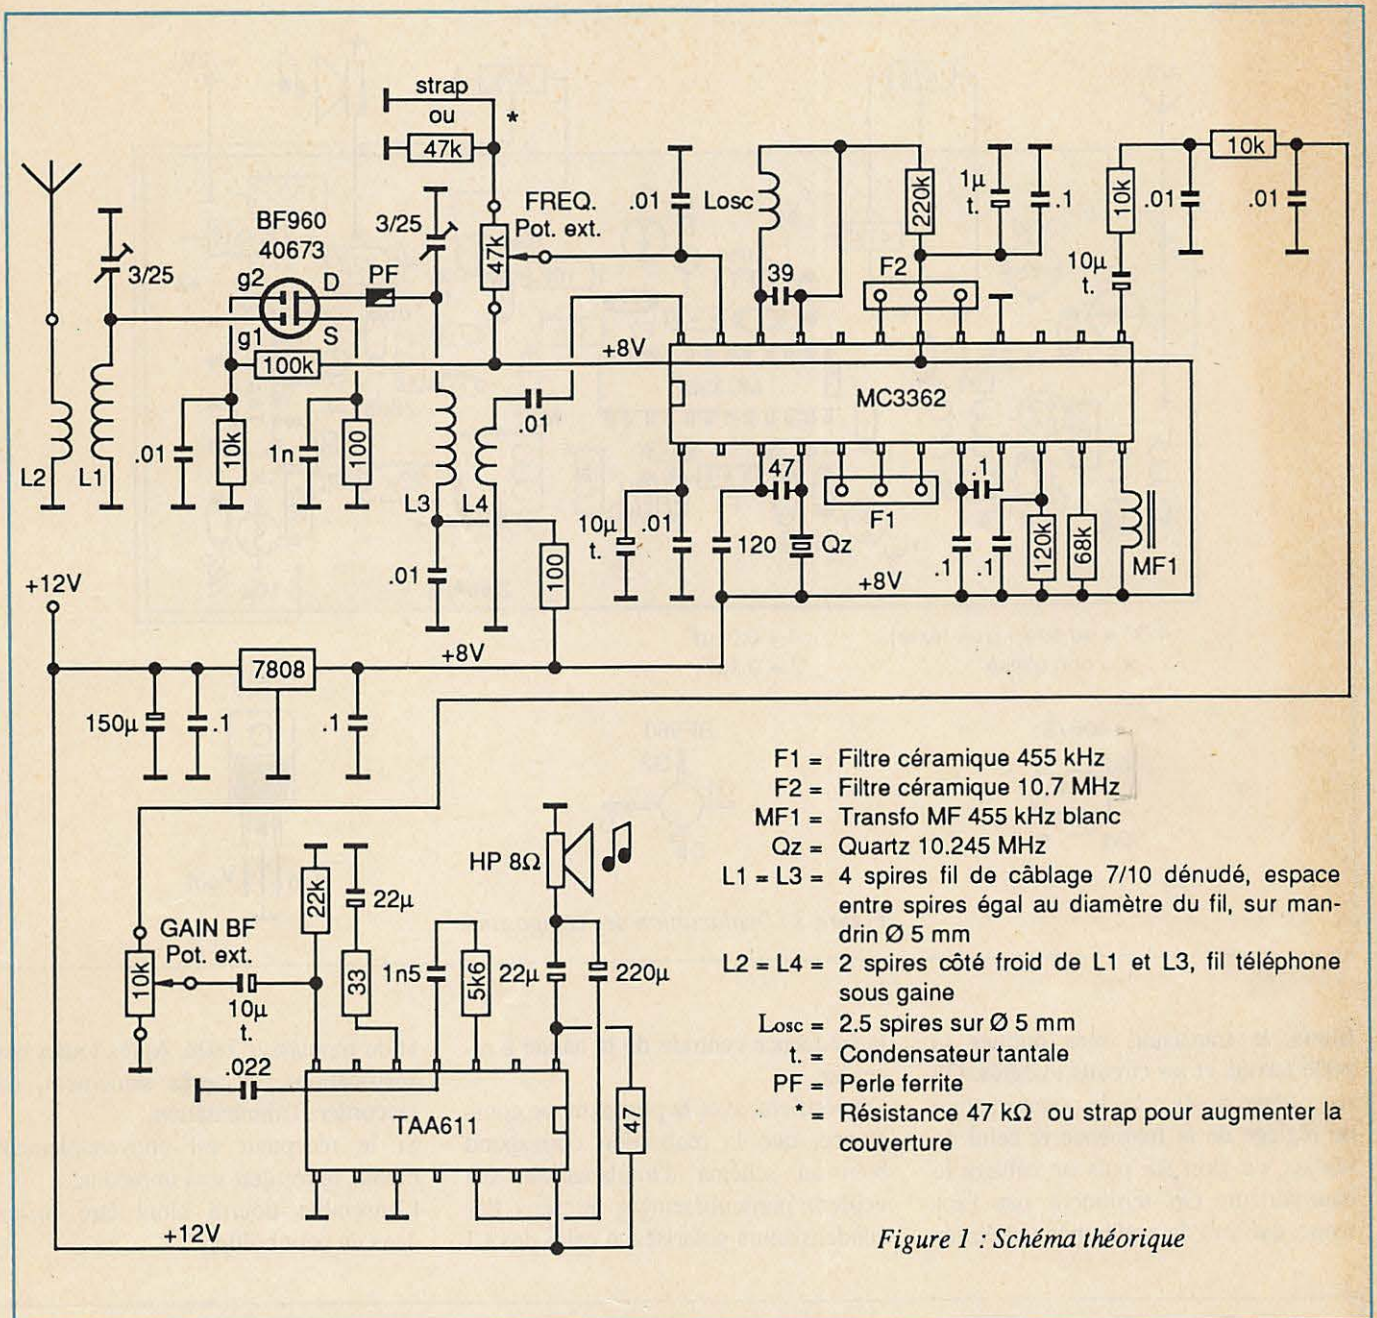 strap
ou
*
47k
FREQ.
Pot. ext.
47k
BF960
40673
3/25
3/25
PF
g2
D
g1
S
100k
+8V
.01
Losc
39
220k
1µ
t.
.1
F2
10k
10µ
t.
.01
10k
.01
MC3362
L2
L1
.01
10k
1n
100
L3
L4
.01
.01
100
10µ
t.
.01
120
47
Qz
F1
.1
.1
.1
120k
68k
MF1
+8V
+12V
+8V
7808
150µ
.1
.1
F1 = Filtre céramique 455 kHz
F2 = Filtre céramique 10.7 MHz
MF1 = Transfo MF 455 kHz blanc
Qz = Quartz 10.245 MHz
L1 = L3 = 4 spires fil de câblage 7/10 dénudé, espace
entre spires égal au diamètre du fil, sur man-
drin Ø 5 mm
L2 = L4 = 2 spires côté froid de L1 et L3, fil téléphone
sous gaine
Losc = 2.5 spires sur Ø 5 mm
t. = Condensateur tantale
PF = Perle ferrite
* = Résistance 47 kΩ ou strap pour augmenter la
couverture
HP 8Ω
GAIN BF
Pot. ext.
10k
10µ
t.
22k
22µ
33
1n5
5k6
22µ
220µ
.022
TAA611
47
+12V
Figure 1 : Schéma théorique